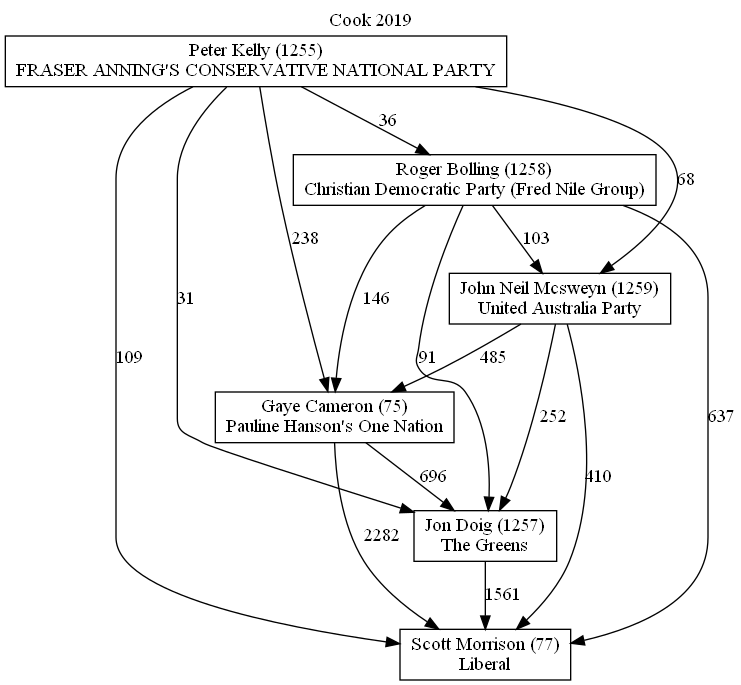 Cook 2019
Peter Kelly (1255)
FRASER ANNING'S CONSERVATIVE NATIONAL PARTY
36
Roger Bolling (1258)
Christian Democratic Party (Fred Nile Group)
68
238
103
John Neil Mcsweyn (1259)
United Australia Party
31
146
109
91
485
637
Gaye Cameron (75)
Pauline Hanson's One Nation
252
696
410
Jon Doig (1257)
The Greens
2282
1561
Scott Morrison (77)
Liberal